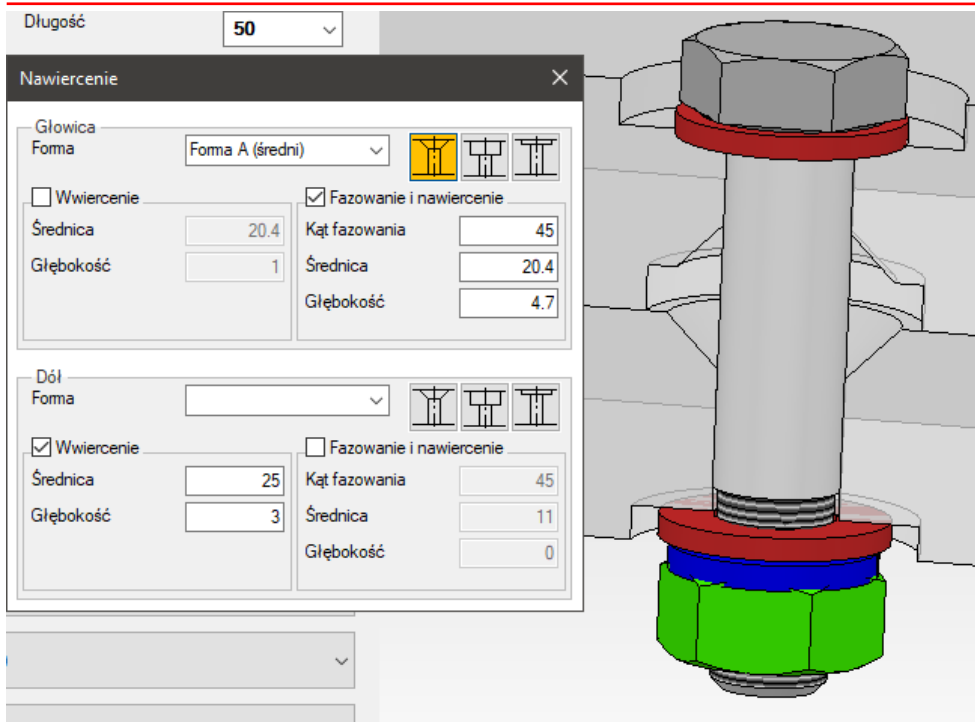 Długość 50
Nawiercenie
Głowica
Forma Forma A (średni)
Wwiercenie Fazowanie i nawiercenie
Średnica 20.4 Kąt fazowania 45
Głębokość 1 Średnica 20.4
Głębokość 4.7
Dół
Forma
Wwiercenie Fazowanie i nawiercenie
Średnica 25 Kąt fazowania 45
Głębokość 3 Średnica 11
Głębokość 0